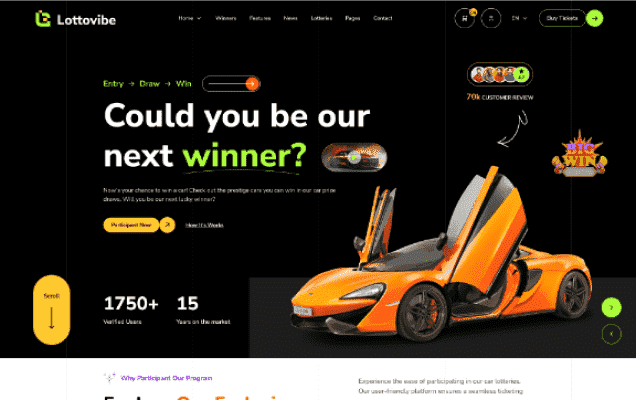 Lottovibe
Home Winners Features News Lotteries Pages Contact
EN
Buy Tickets
Entry → Draw → Win
Could you be our
next winner?
70k CUSTOMER REVIEW
BIG
WIN
Now's your chance to win a car! Check out the prestige cars you can win in our car prize
draws. Will you be our next lucky winner?
Participant Now
How It's Works
Scroll
1750+
Verified Users
15
Years on the market
Why Participant Our Program
Experience the ease of participating in our car lotteries.
Our user-friendly platform ensures a seamless ticketing